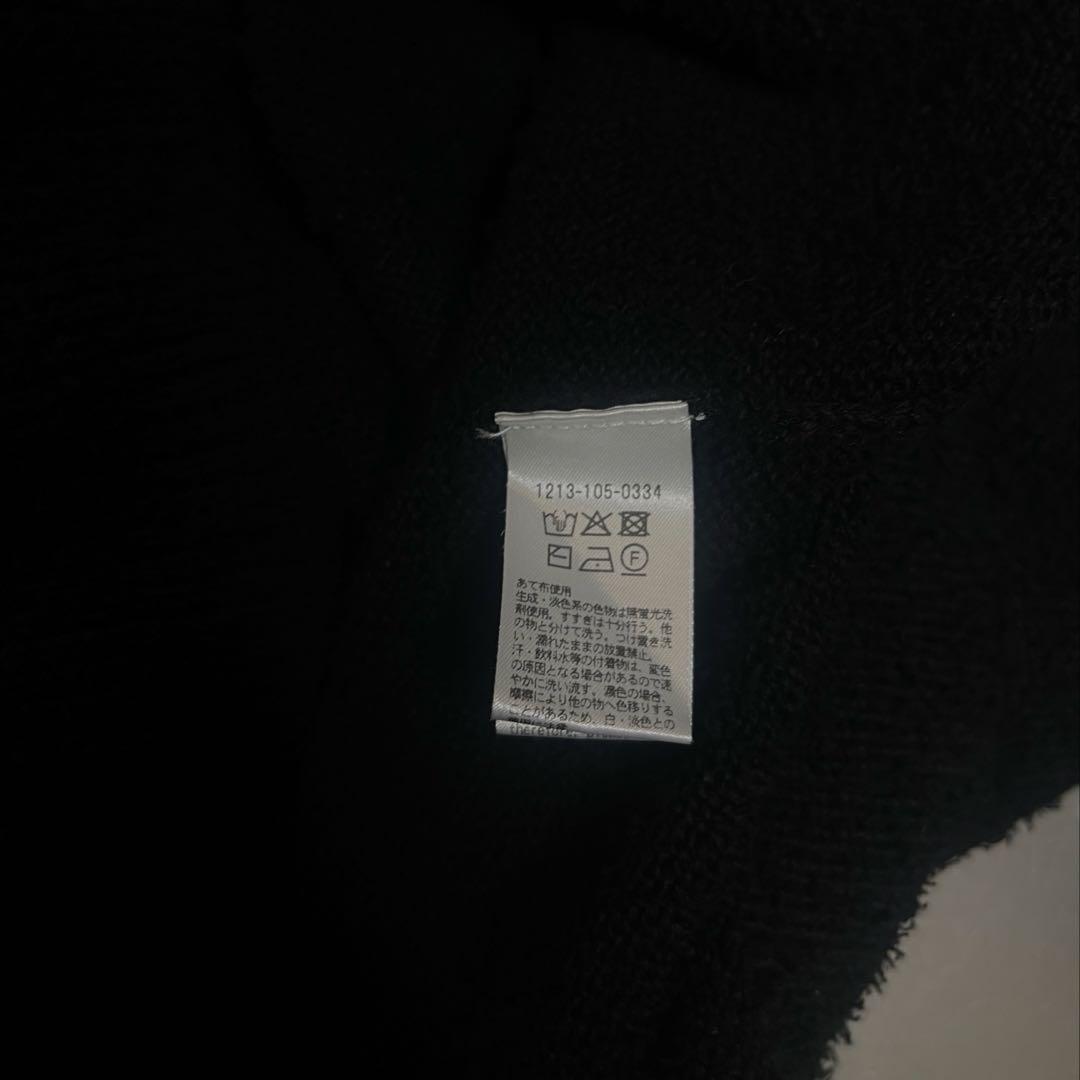 1213-105-0334
F
あて布使用
生成・淡色系の色物は無蛍光洗
剤使用。すすぎは十分行う。他
の物と分けて洗う。つけ置き洗
い・濡れたままの放置禁止。
汗・飲料水等の付着物は、変色
の原因となる場合があるので速
やかに洗い流す。濃色の場合、
摩擦により他の物へ色移りする
ことがあるため、白・淡色との
therefore,